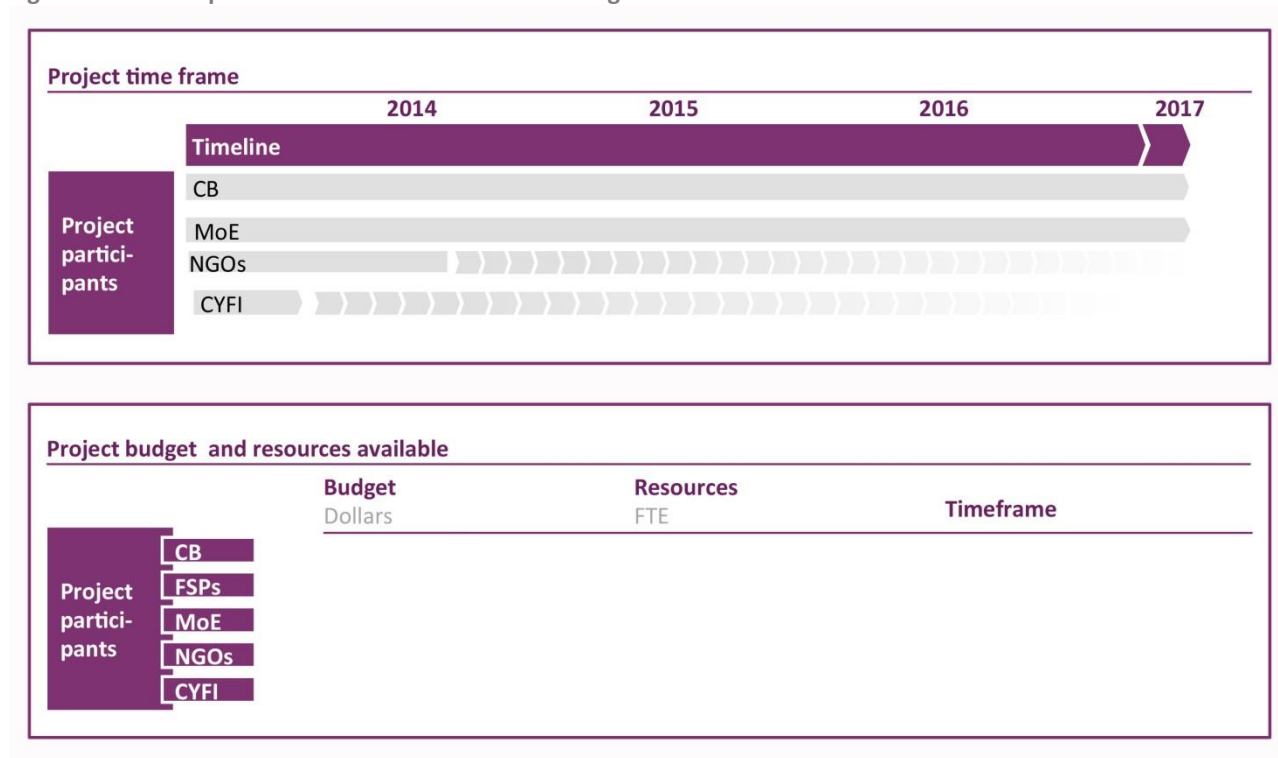 Project time frame
2014 2015 2016 2017
Timeline
CB
Project
partici-
pants
MoE
NGOs
CYFI
Project budget and resources available
Budget Resources Timeframe
Dollars FTE
Project
partici-
pants
CB
FSPs
MoE
NGOs
CYFI